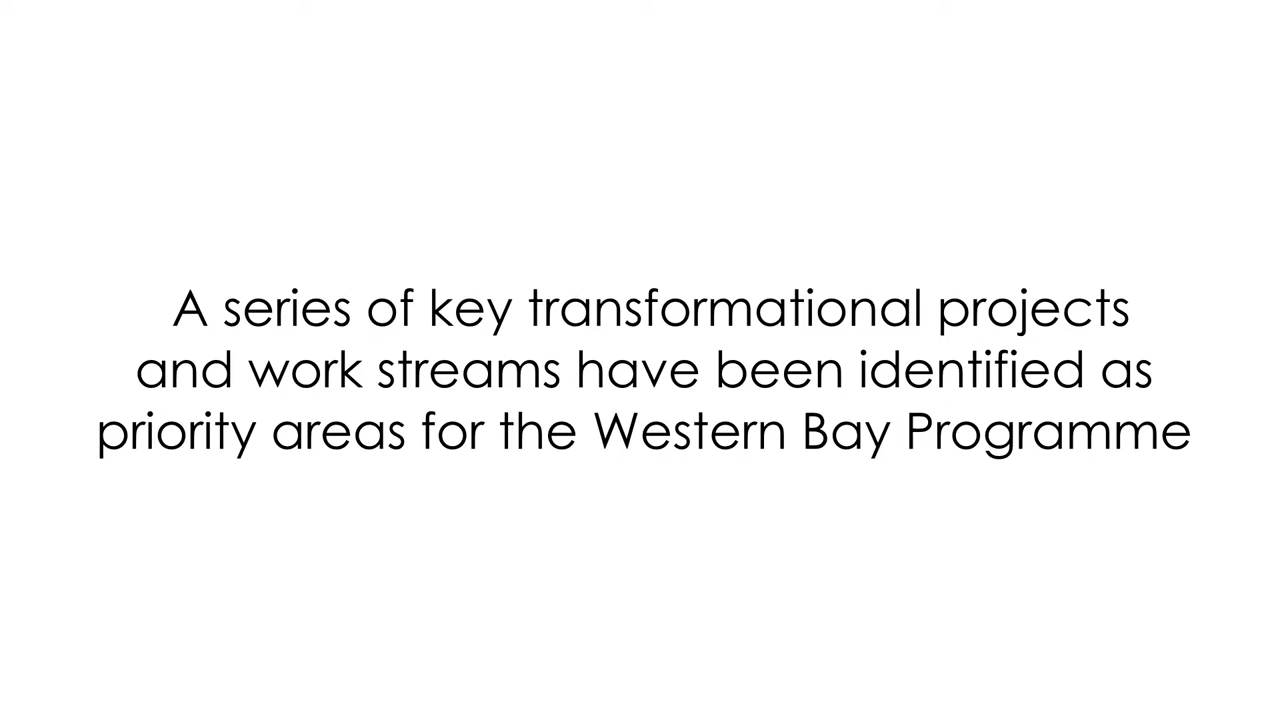 A series of key transformational projects
and work streams have been identified as
priority areas for the Western Bay Programme